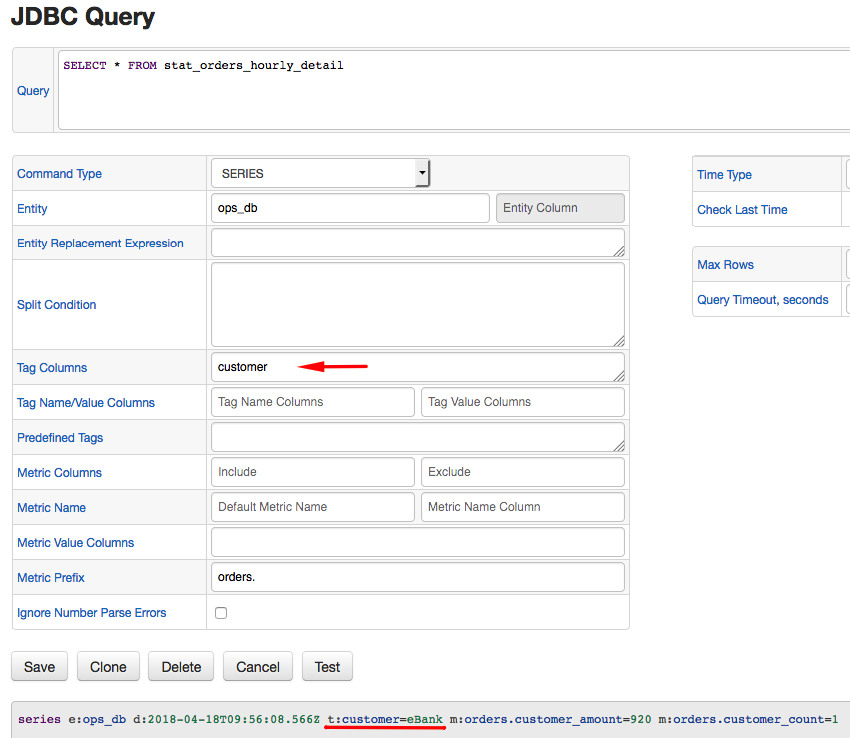 JDBC Query
Query
SELECT * FROM stat_orders_hourly_detail
Command Type
SERIES
Time Type
Entity
ops_db
Entity Column
Check Last Time
Entity Replacement Expression
Max Rows
Split Condition
Query Timeout, seconds
Tag Columns
customer
Tag Name/Value Columns
Tag Name Columns
Tag Value Columns
Predefined Tags
Metric Columns
Include
Exclude
Metric Name
Default Metric Name
Metric Name Column
Metric Value Columns
Metric Prefix
orders.
Ignore Number Parse Errors
Save
Clone
Delete
Cancel
Test
series e:ops_db d:2018-04-18T09:56:08.566Z t:customer=eBank m:orders.customer_amount=920 m:orders.customer_count=1